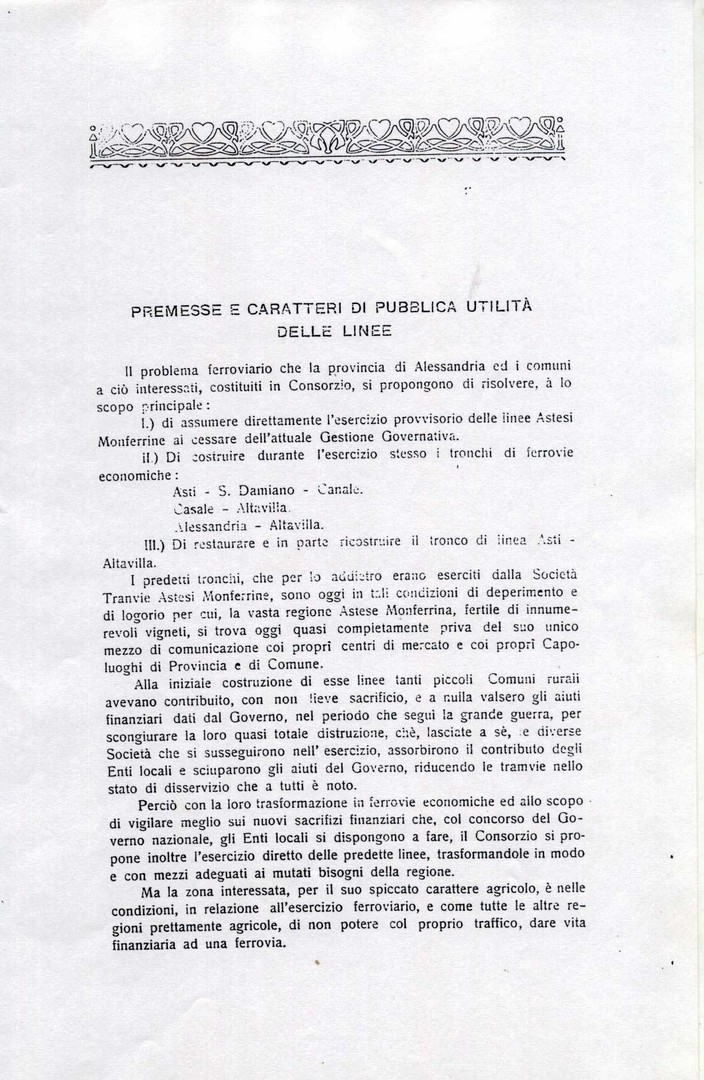 PREMESSE E CARATTERI DI PUBBLICA UTILITÀ
DELLE LINEE
Il problema ferroviario che la provincia di Alessandria ed i comuni
a ciò interessati, costituiti in Consorzio, si propongono di risolvere, à lo
scopo principale :
I.) di assumere direttamente l'esercizio provvisorio delle linee Astesi
Monferrine al cessare dell'attuale Gestione Governativa.
II.) Di costruire durante l'esercizio stesso i tronchi di ferrovie
economiche :
Asti - S. Damiano - Canale.
Casale - Altavilla.
Alessandria - Altavilla.
III.) Di restaurare e in parte ricostruire il tronco di linea Asti -
Altavilla.
I predetti tronchi, che per lo addietro erano eserciti dalla Società
Tranvie Astesi Monferrine, sono oggi in tali condizioni di deperimento e
di logorio per cui, la vasta regione Astese Monferrina, fertile di innume-
revoli vigneti, si trova oggi quasi completamente priva del suo unico
mezzo di comunicazione coi proprî centri di mercato e coi proprî Capo-
luoghi di Provincia e di Comune.
Alla iniziale costruzione di esse linee tanti piccoli Comuni rurali
avevano contribuito, con non lieve sacrificio, e a nulla valsero gli aiuti
finanziari dati dal Governo, nel periodo che seguì la grande guerra, per
scongiurare la loro quasi totale distruzione, chè, lasciate a sè, le diverse
Società che si susseguirono nell' esercizio, assorbirono il contributo degli
Enti locali e sciuparono gli aiuti del Governo, riducendo le tramvie nello
stato di disservizio che a tutti è noto.
Perciò con la loro trasformazione in ferrovie economiche ed allo scopo
di vigilare meglio sui nuovi sacrifizi finanziari che, col concorso del Go-
verno nazionale, gli Enti locali si dispongono a fare, il Consorzio si pro-
pone inoltre l'esercizio diretto delle predette linee, trasformandole in modo
e con mezzi adeguati ai mutati bisogni della regione.
Ma la zona interessata, per il suo spiccato carattere agricolo, è nelle
condizioni, in relazione all'esercizio ferroviario, e come tutte le altre re-
gioni prettamente agricole, di non potere col proprio traffico, dare vita
finanziaria ad una ferrovia.